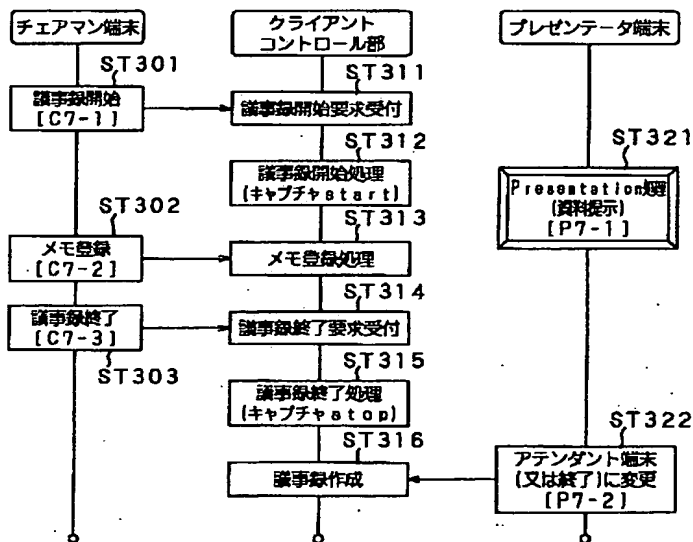 チェアマン端末
クライアント
コントロール部
プレゼンテータ端末
ST301
議事録開始
[C7-1]
ST311
議事録開始要求受付
ST312
議事録開始処理
(キャプチャstart)
ST321
Presentation処理
(資料提示)
[P7-1]
ST302
メモ登録
[C7-2]
ST313
メモ登録処理
ST314
議事録終了
[C7-3]
議事録終了要求受付
ST303
ST315
議事録終了処理
(キャプチャstop)
ST316
議事録作成
ST322
アテンダント端末
(又は終了)に変更
[P7-2]